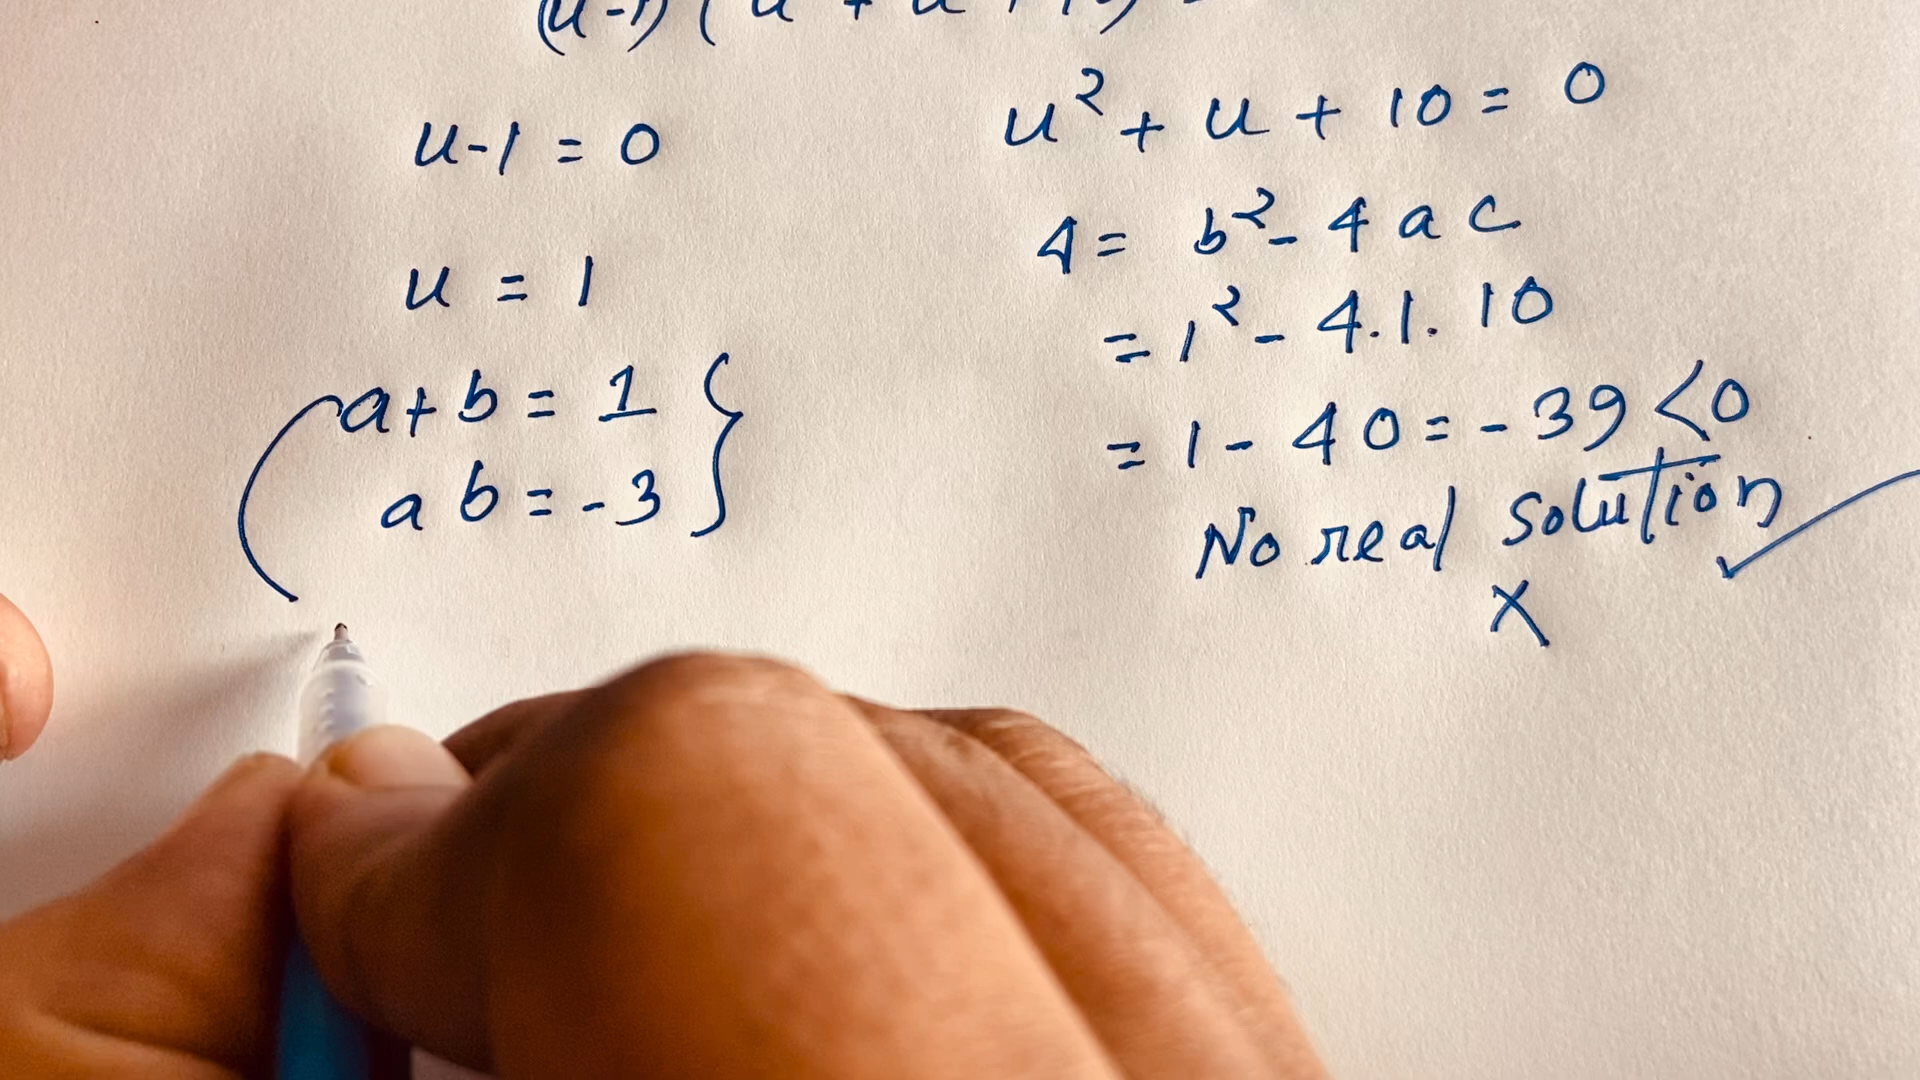 u-1 = 0
u = 1
a+b = 1
ab = -3
u² + u + 10 = 0
Δ = b² - 4ac
= 1² - 4.1.10
= 1 - 40 = -39 < 0
No real solution
X